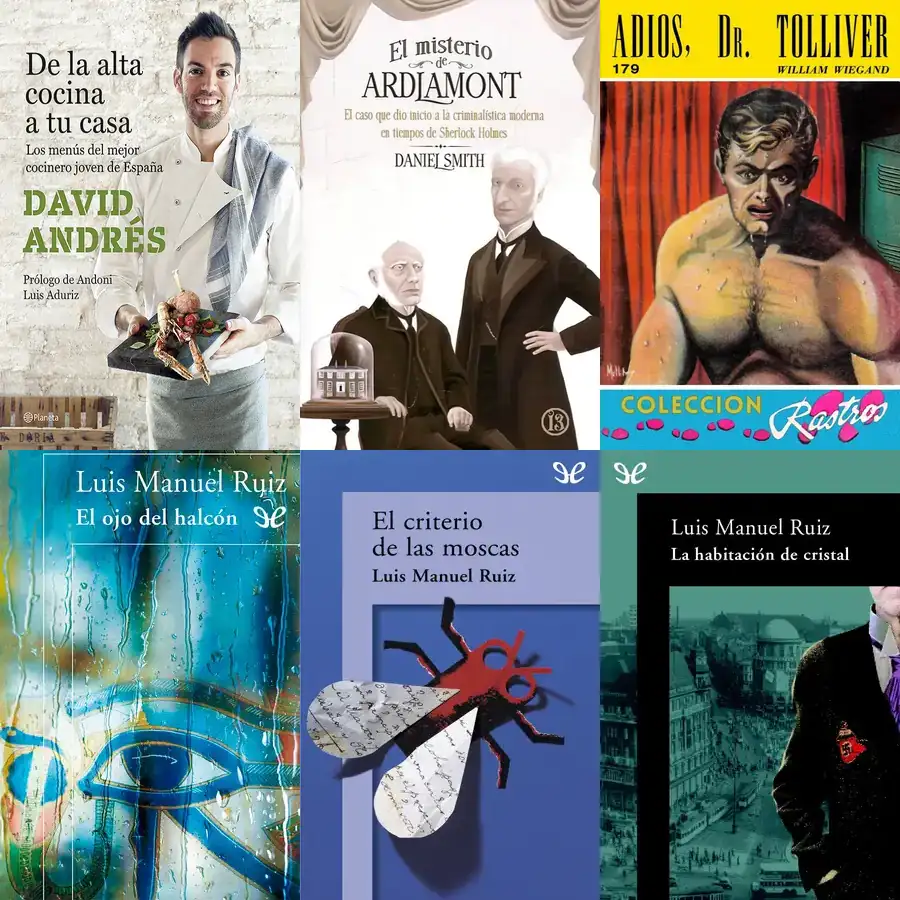 De la alta
cocina
a tu casa
Los menús del mejor
cocinero joven de España
DAVID
ANDRÉS
Prólogo de Andoni
Luis Aduriz
Planeta
El misterio
de
ARDLAMONT
El caso que dio inicio a la criminalística moderna
en tiempos de Sherlock Holmes
DANIEL SMITH
13
ADIOS, DR. TOLLIVER
179
WILLIAM WIEGAND
COLECCION
Rastros
Luis Manuel Ruiz
El ojo del halcón
El criterio
de las moscas
Luis Manuel Ruiz
Luis Manuel Ruiz
La habitación de cristal